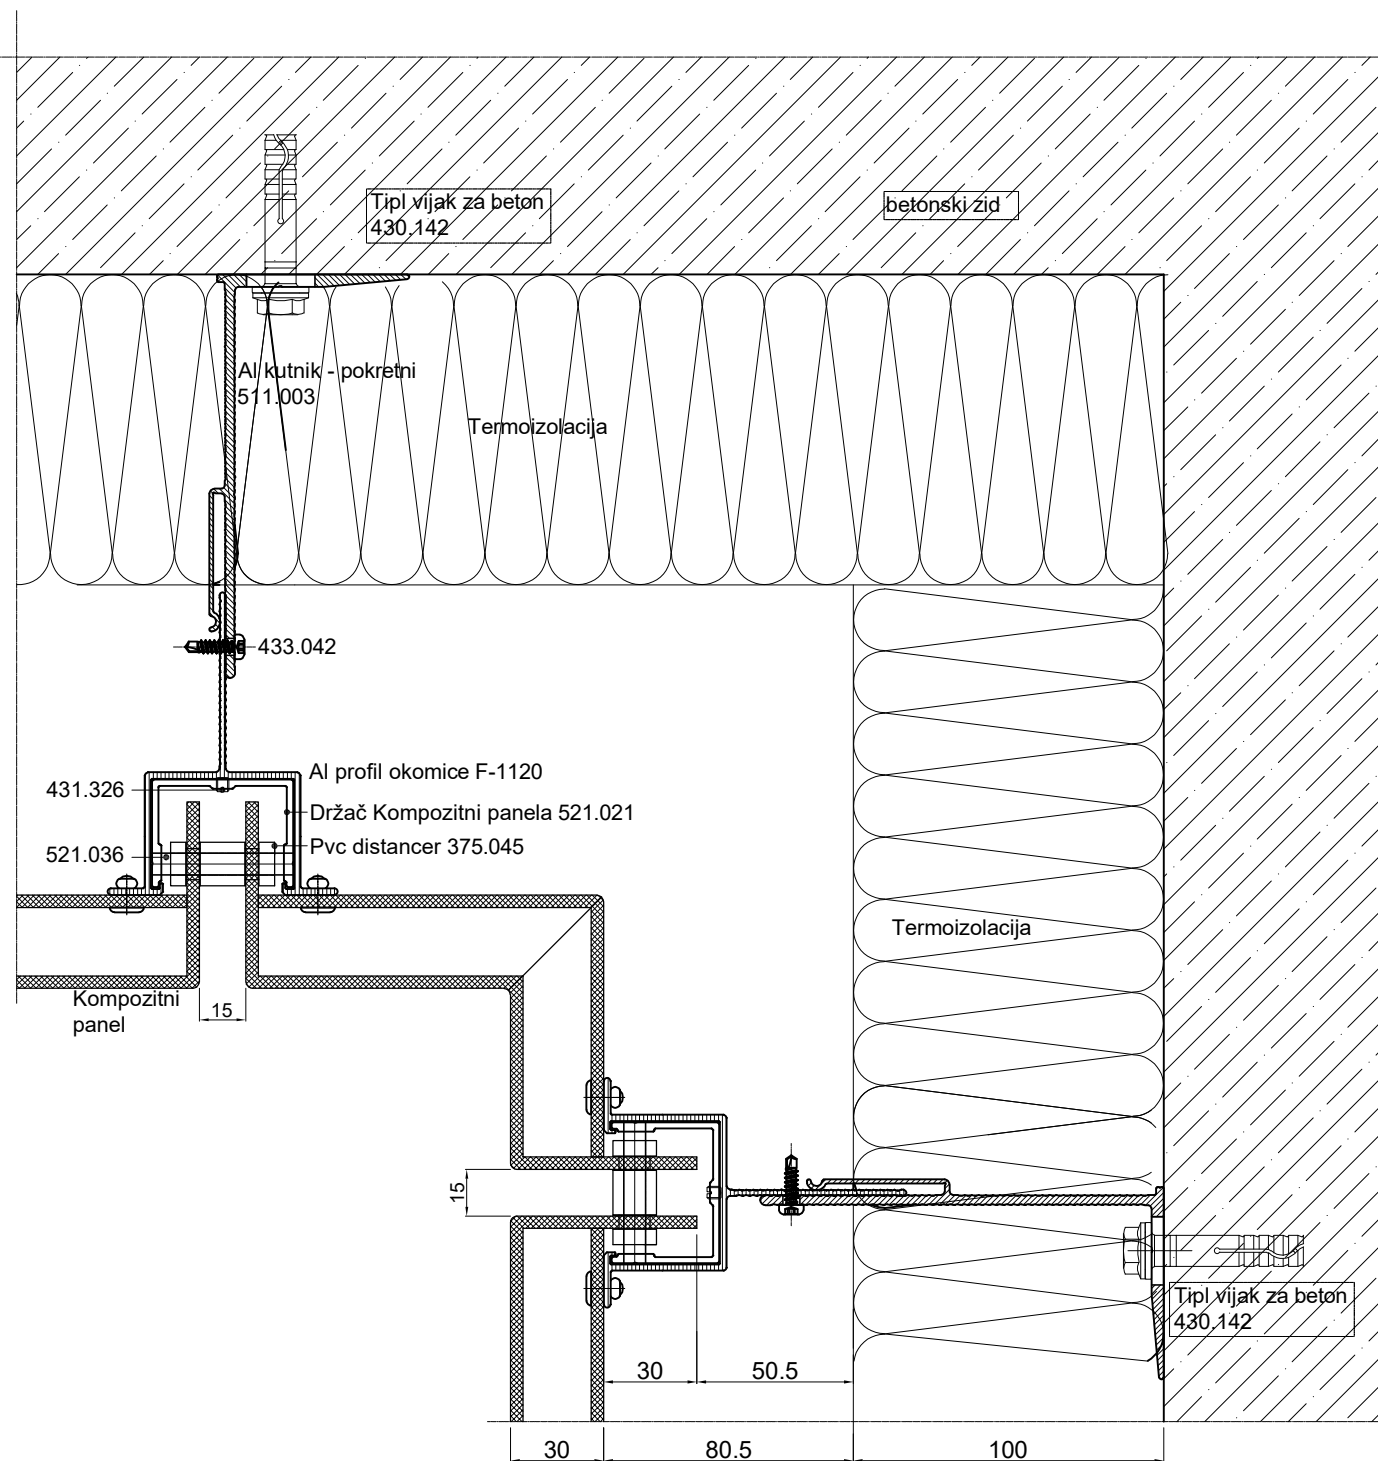 Tipl vijak za beton
430.142
betonski zid
Al kutnik - pokretni
511.003
Termoizolacija
433.042
Al profil okomice F-1120
431.326
Držač Kompozitni panela 521.021
Pvc distancer 375.045
521.036
Termoizolacija
Kompozitni
panel
15
15
Tipl vijak za beton
430.142
30
50.5
30
80.5
100